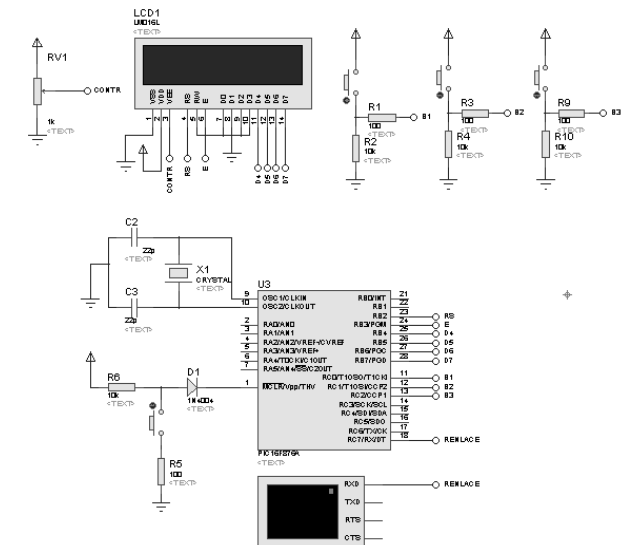 LCD1
LM016L
<TEXT>
RV1
CONTR
1k
<TEXT>
VSS
VDD
VEE
RS
RW
E
D0
D1
D2
D3
D4
D5
D6
D7
1
2
3
4
5
6
7
8
9
10
11
12
13
14
CONTR
RS
E
D4
D5
D6
D7
R1
100
<TEXT>
B1
R2
10k
<TEXT>
R3
100
<TEXT>
B2
R4
10k
<TEXT>
R9
100
<TEXT>
B3
R10
10k
<TEXT>
C2
22p
<TEXT>
X1
CRYSTAL
<TEXT>
C3
22p
<TEXT>
U3
9 OSC1/CLKIN RB0/INT 21
10 OSC2/CLKOUT RB1 22
RB2 23 RS
2 RA0/AN0 RB3/PGM 24 E
3 RA1/AN1 RB4 25 D4
4 RA2/AN2/VREF-/CVREF RB5 26 D5
5 RA3/AN3/VREF+ RB6/PGC 27 D6
6 RA4/T0CKI/C1OUT RB7/PGD 28 D7
7 RA5/AN4/SS/C2OUT
RC0/T1OSO/T1CKI 11 B1
1 MCLR/Vpp/THV RC1/T1OSI/CCP2 12 B2
RC2/CCP1 13 B3
RC3/SCK/SCL 14
RC4/SDI/SDA 15
RC5/SDO 16
RC6/TX/CK 17
RC7/RX/DT 18 RENLACE
PIC16F876A
<TEXT>
R6
10k
<TEXT>
D1
1N4004
<TEXT>
R5
100
<TEXT>
RXD RENLACE
TXD
RTS
CTS